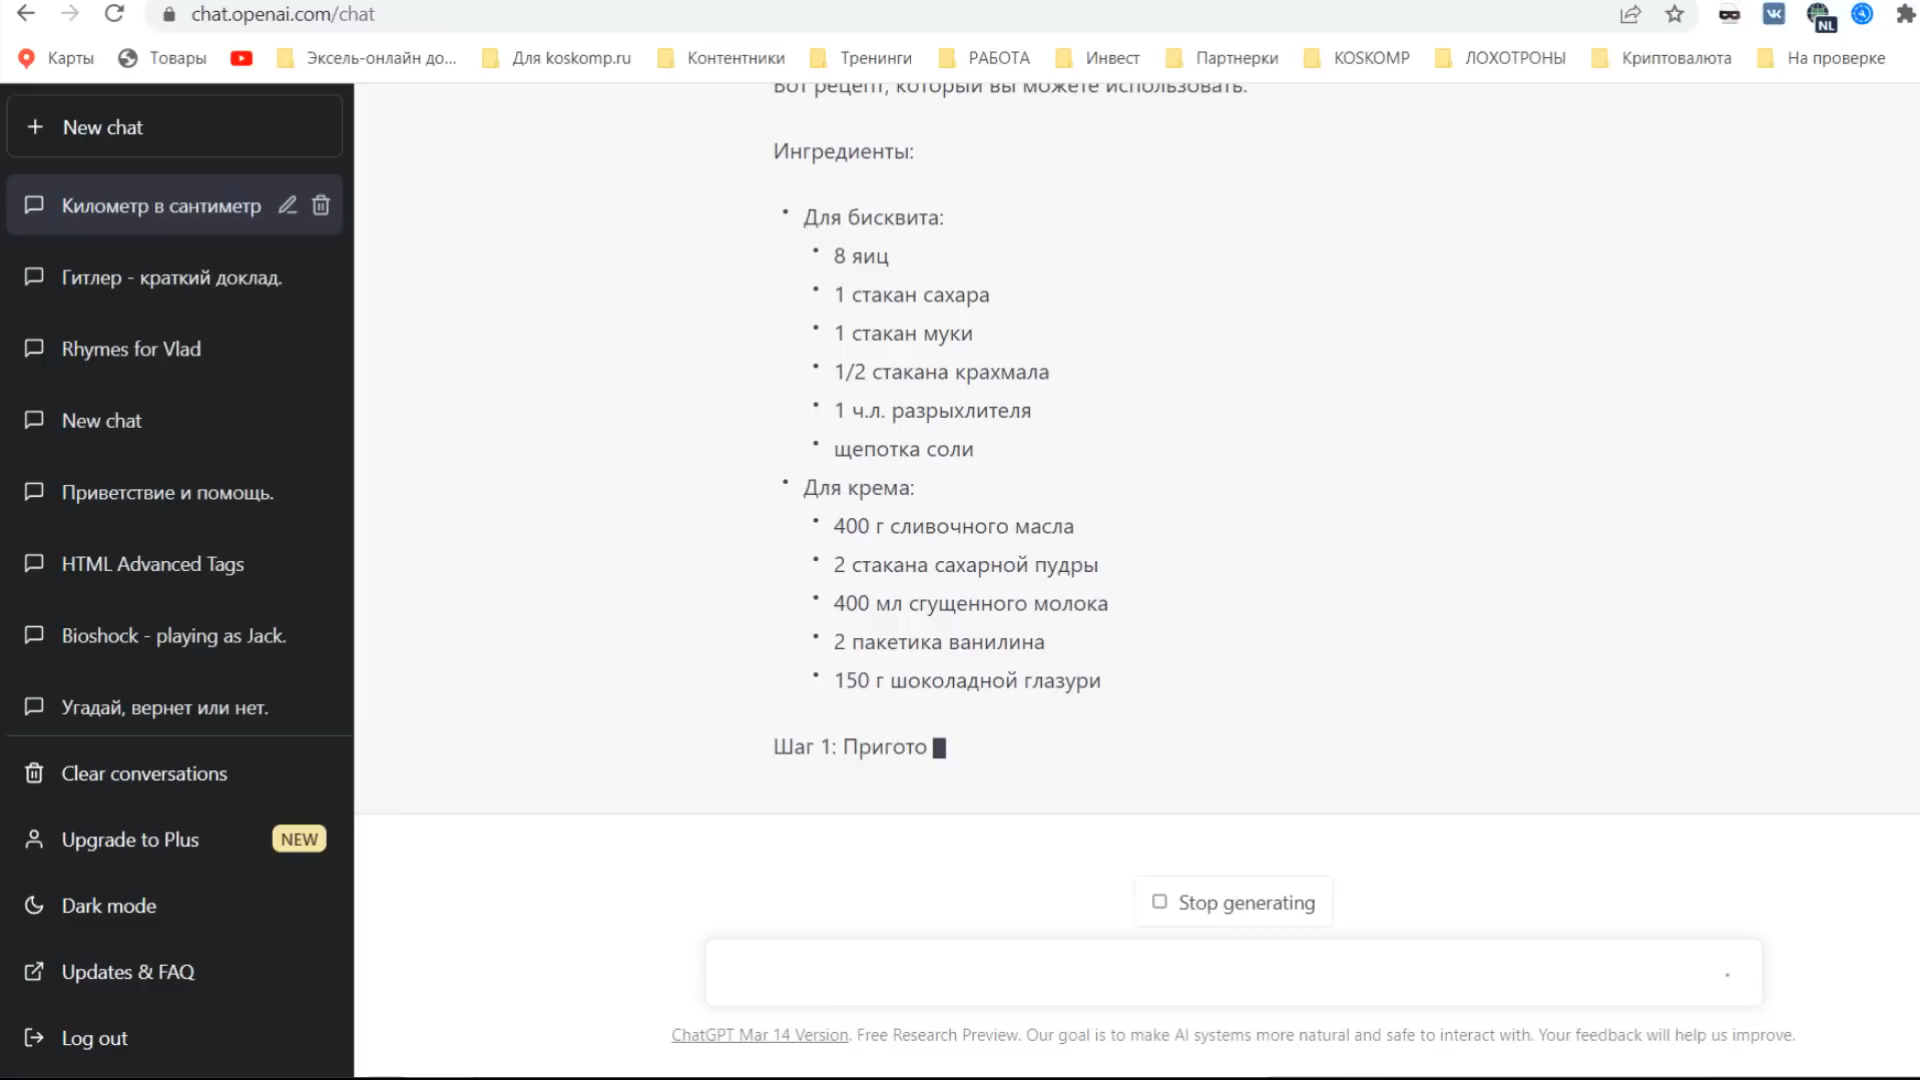 chat.openai.com/chat
NL
Карты
Товары
Эксель-онлайн до...
Для koskomp.ru
Контентники
Тренинги
РАБОТА
Инвест
Партнерки
KOSKOMP
ЛОХОТРОНЫ
Криптовалюта
На проверке
New chat
Километр в сантиметр
Гитлер - краткий доклад.
Rhymes for Vlad
New chat
Приветствие и помощь.
HTML Advanced Tags
Bioshock - playing as Jack.
Угадай, вернет или нет.
Clear conversations
Upgrade to Plus
NEW
Dark mode
Updates & FAQ
Log out
Вот рецепт, который вы можете использовать:
Ингредиенты:
Для бисквита:
8 яиц
1 стакан сахара
1 стакан муки
1/2 стакана крахмала
1 ч.л. разрыхлителя
щепотка соли
Для крема:
400 г сливочного масла
2 стакана сахарной пудры
400 мл сгущенного молока
2 пакетика ванилина
150 г шоколадной глазури
Шаг 1: Пригото
Stop generating
ChatGPT Mar 14 Version. Free Research Preview. Our goal is to make AI systems more natural and safe to interact with. Your feedback will help us improve.